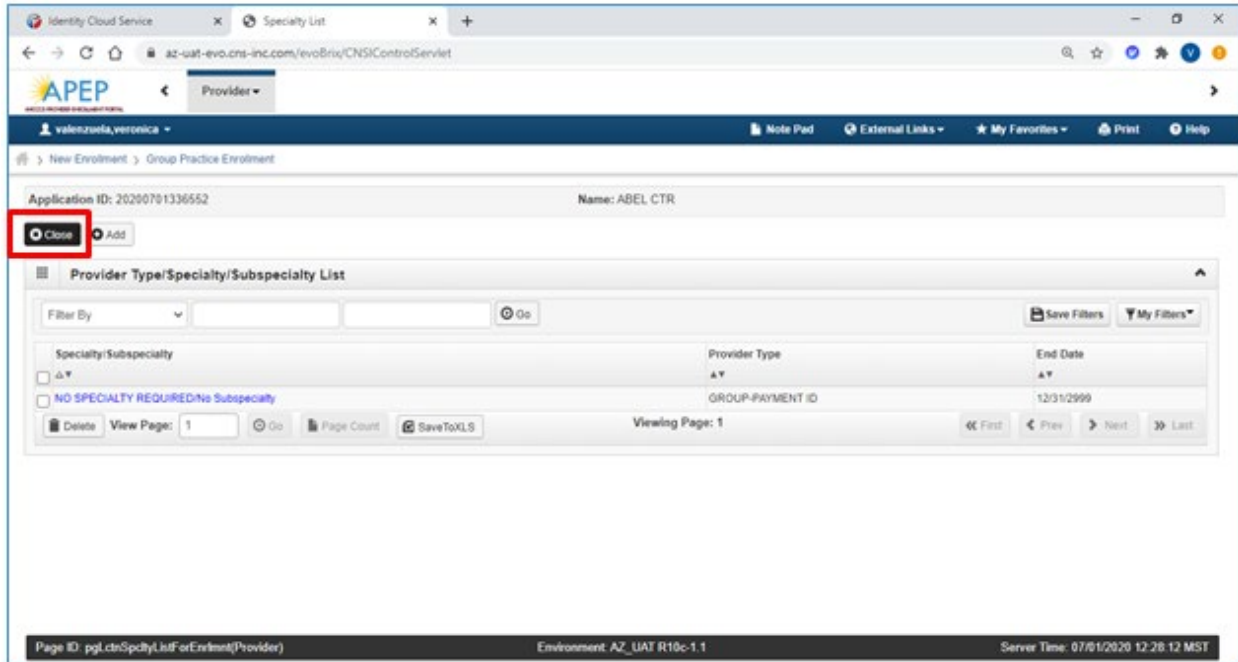 Identity Cloud Service Specialty List
az-uat-evo.cns-inc.com/evoBrix/CNSIControlServlet
V
APEP Provider
AHCCCS PROVIDER ENROLLMENT PORTAL
valenzuela,veronica Note Pad External Links My Favorites Print Help
> New Enrolment > Group Practice Enrolment
Application ID: 20200701336552 Name: ABEL CTR
Close Add
Provider Type/Specialty/Subspecialty List
Filter By Go Save Filters My Filters
Specialty/Subspecialty Provider Type End Date
NO SPECIALTY REQUIRED/No Subspecialty GROUP-PAYMENT ID 12/31/2999
Delete View Page: 1 Go Page Count SaveToXLS Viewing Page: 1 First Prev Next Last
Page ID: pgLctnSpcltyListForEnrlmnt(Provider) Environment: AZ_UAT R10c-1.1 Server Time: 07/01/2020 12:28:12 MST